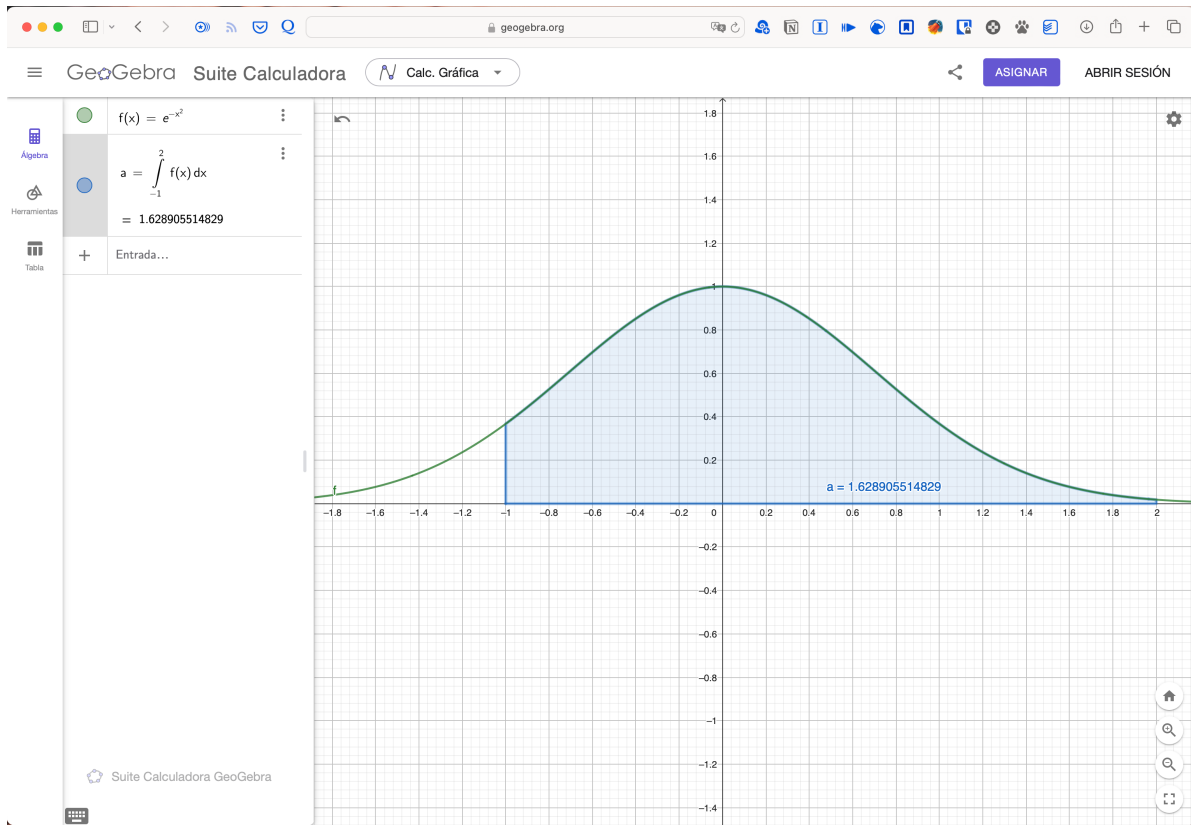 geogebra.org
GeoGebra Suite Calculadora Calc. Gráfica ASIGNAR ABRIR SESIÓN
Álgebra
Herramientas
Tabla
f(x) = e^{-x^2}
a = ∫_{-1}^{2} f(x) dx
= 1.628905514829
+ Entrada…
Suite Calculadora GeoGebra
1.8
1.6
1.4
1.2
1
0.8
0.6
0.4
0.2
f
a = 1.628905514829
−1.8 −1.6 −1.4 −1.2 −1 −0.8 −0.6 −0.4 −0.2 0 0.2 0.4 0.6 0.8 1 1.2 1.4 1.6 1.8 2
−0.2
−0.4
−0.6
−0.8
−1
−1.2
−1.4